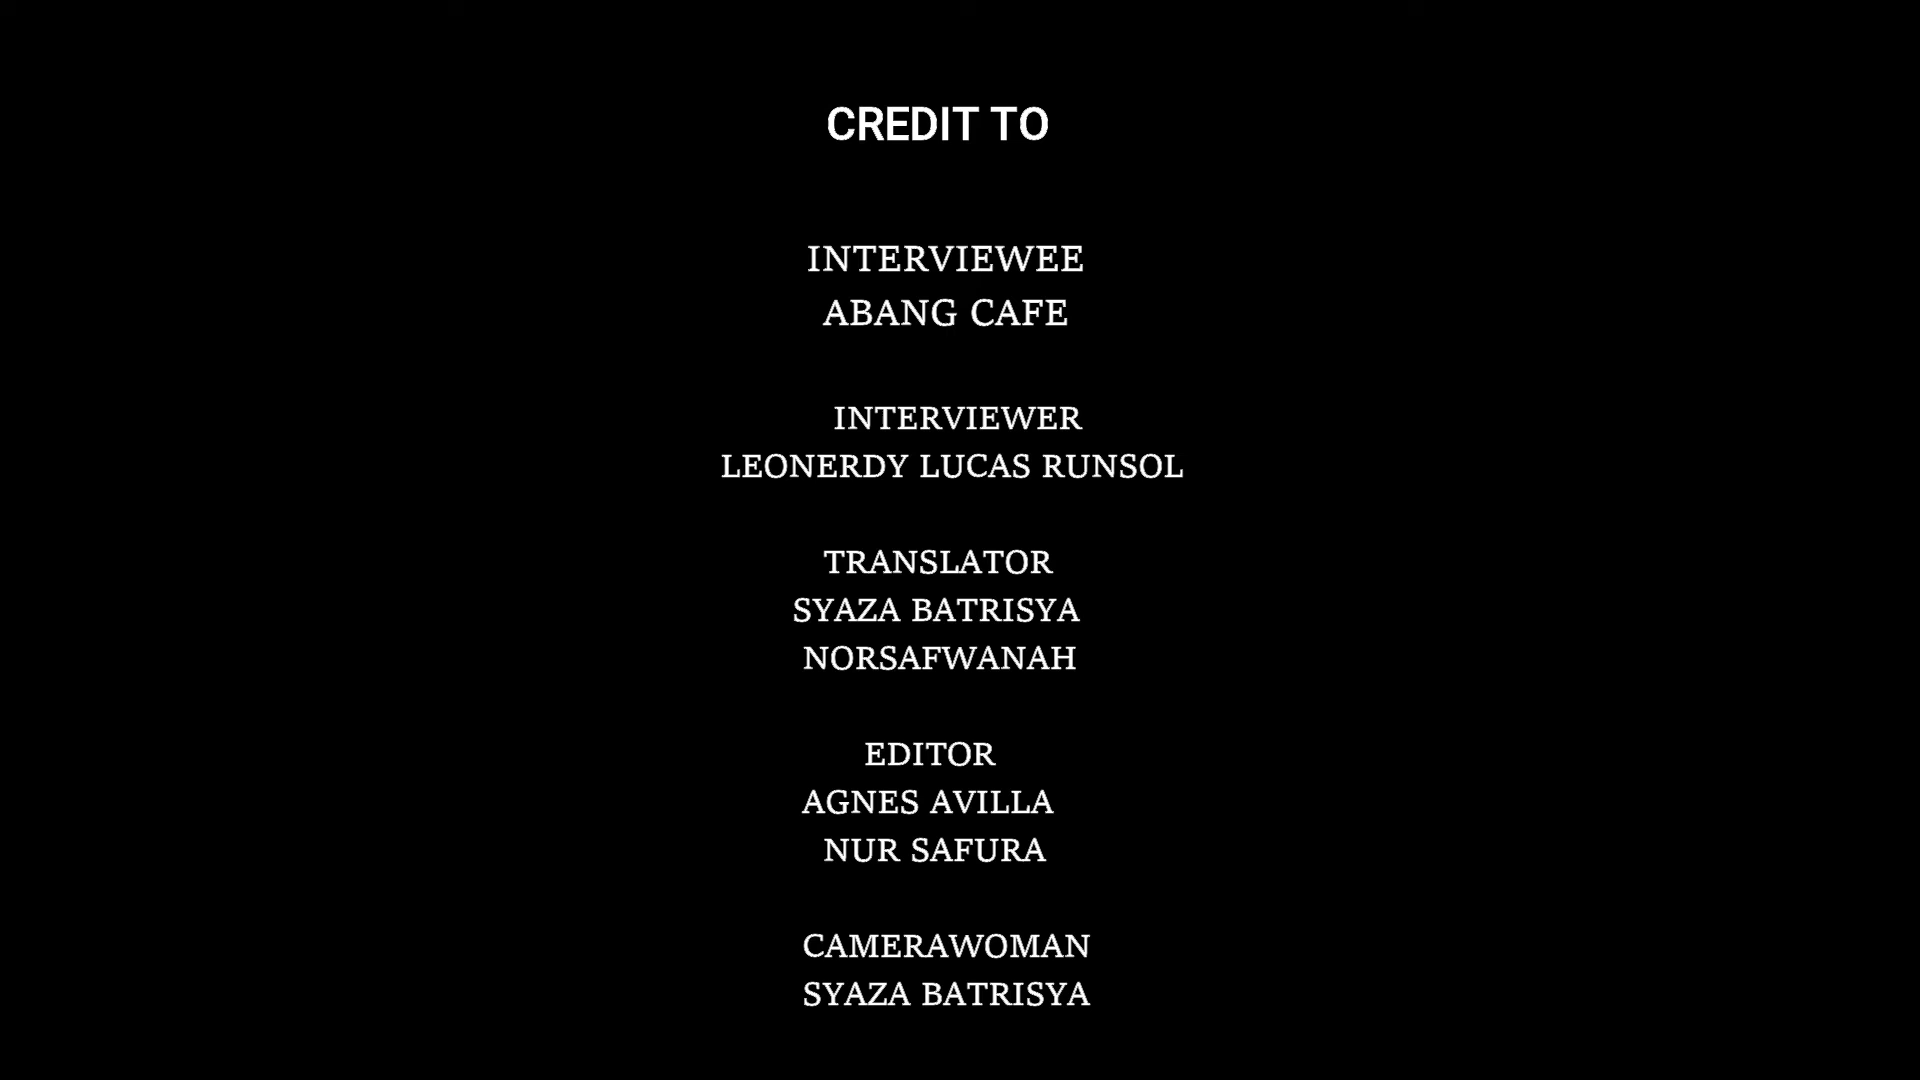 CREDIT TO
INTERVIEWEE
ABANG CAFE
INTERVIEWER
LEONERDY LUCAS RUNSOL
TRANSLATOR
SYAZA BATRISYA
NORSAFWANAH
EDITOR
AGNES AVILLA
NUR SAFURA
CAMERAWOMAN
SYAZA BATRISYA